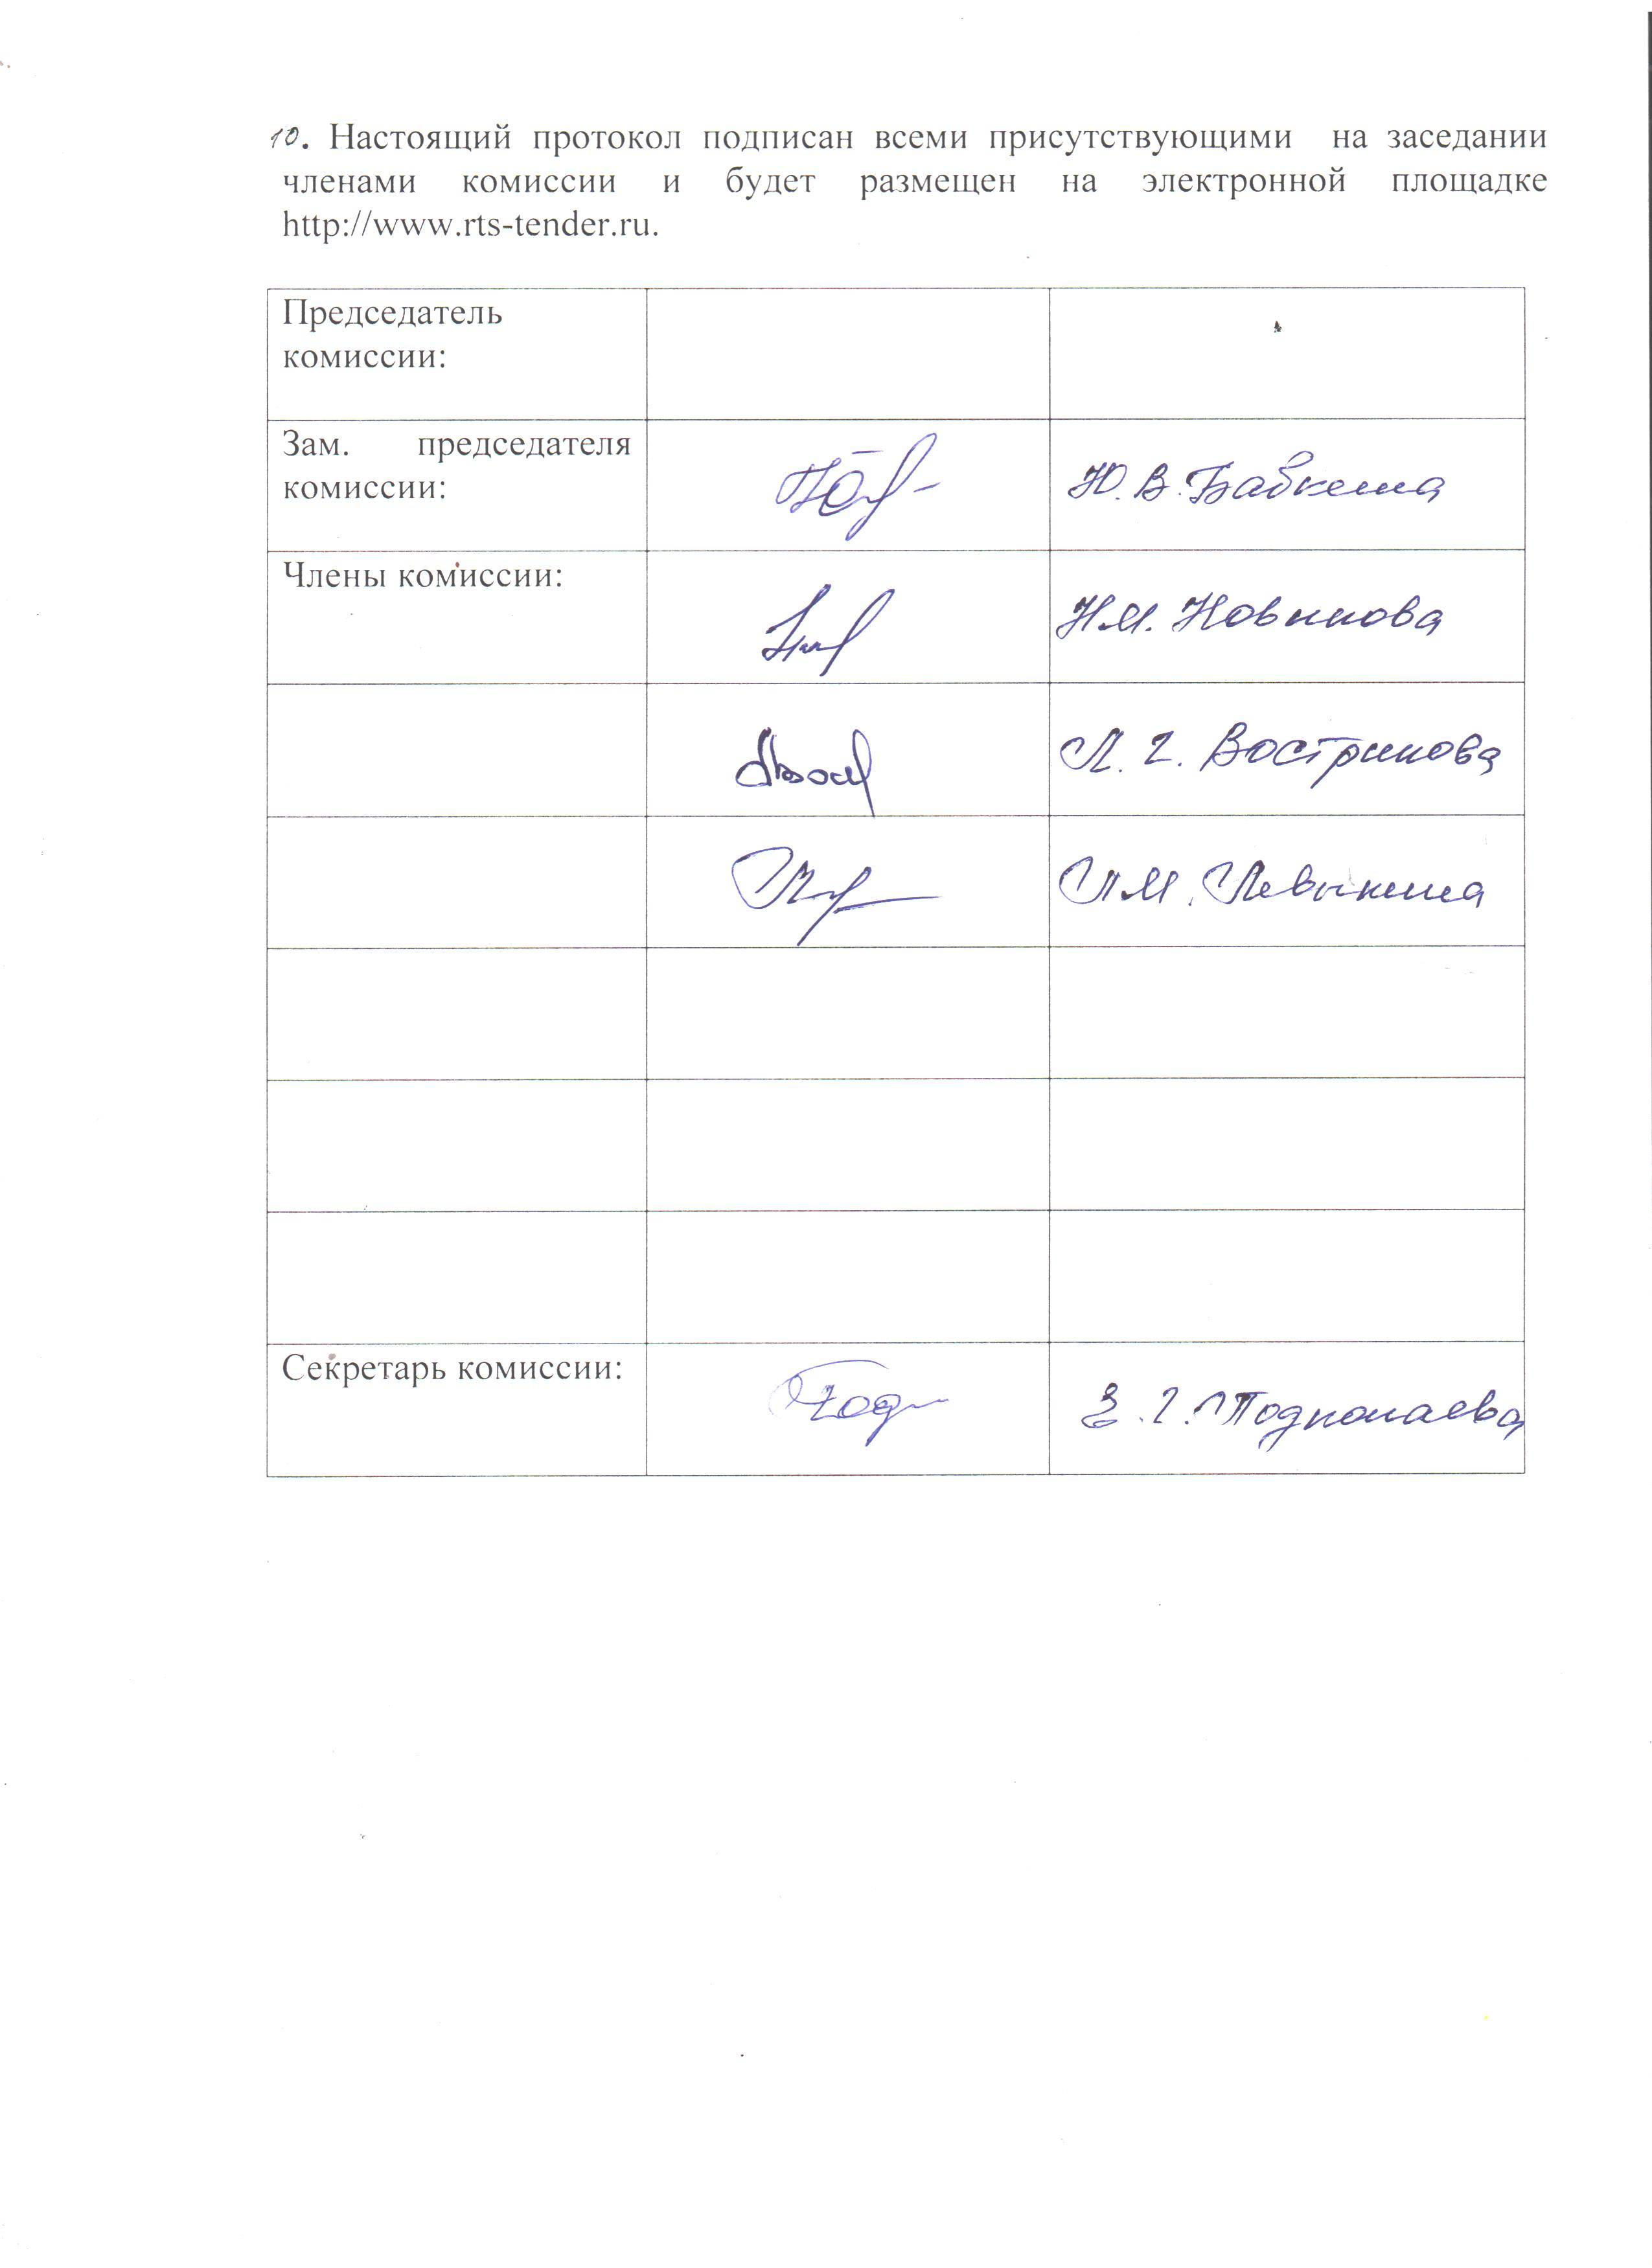 10. Настоящий протокол подписан всеми присутствующими на заседании
членами комиссии и будет размещен на электронной площадке
http://www.rts-tender.ru.
Председатель
комиссии:
Зам. председателя
комиссии:
Ю. В. Бабкина
Члены комиссии:
Н.М. Новикова
Л. Г. Вострикова
Л.М. Левыкина
Секретарь комиссии:
Е. Г.